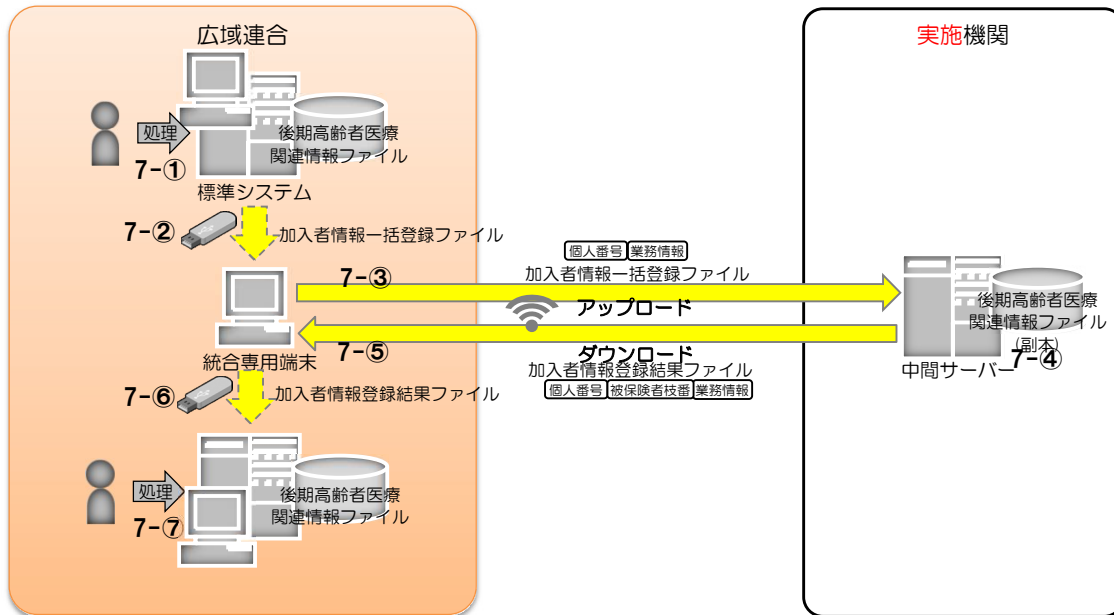 広域連合
実施機関
処理
7-①
後期高齢者医療
関連情報ファイル
標準システム
7-②
加入者情報一括登録ファイル
7-③
個人番号 業務情報
加入者情報一括登録ファイル
アップロード
統合専用端末
7-⑤
ダウンロード
加入者情報登録結果ファイル
個人番号 被保険者枝番 業務情報
後期高齢者医療
関連情報ファイル
(副本)
中間サーバー
7-④
7-⑥
加入者情報登録結果ファイル
処理
7-⑦
後期高齢者医療
関連情報ファイル